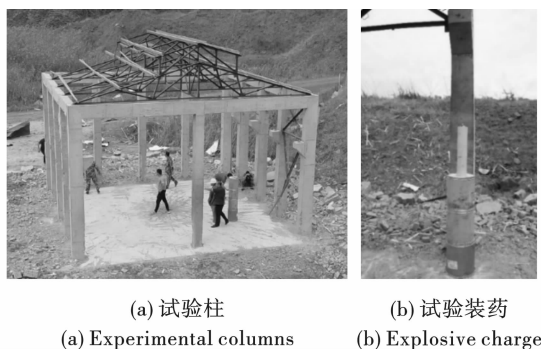 (a) 试验柱
(b) 试验装药
(a) Experimental columns
(b) Explosive charge